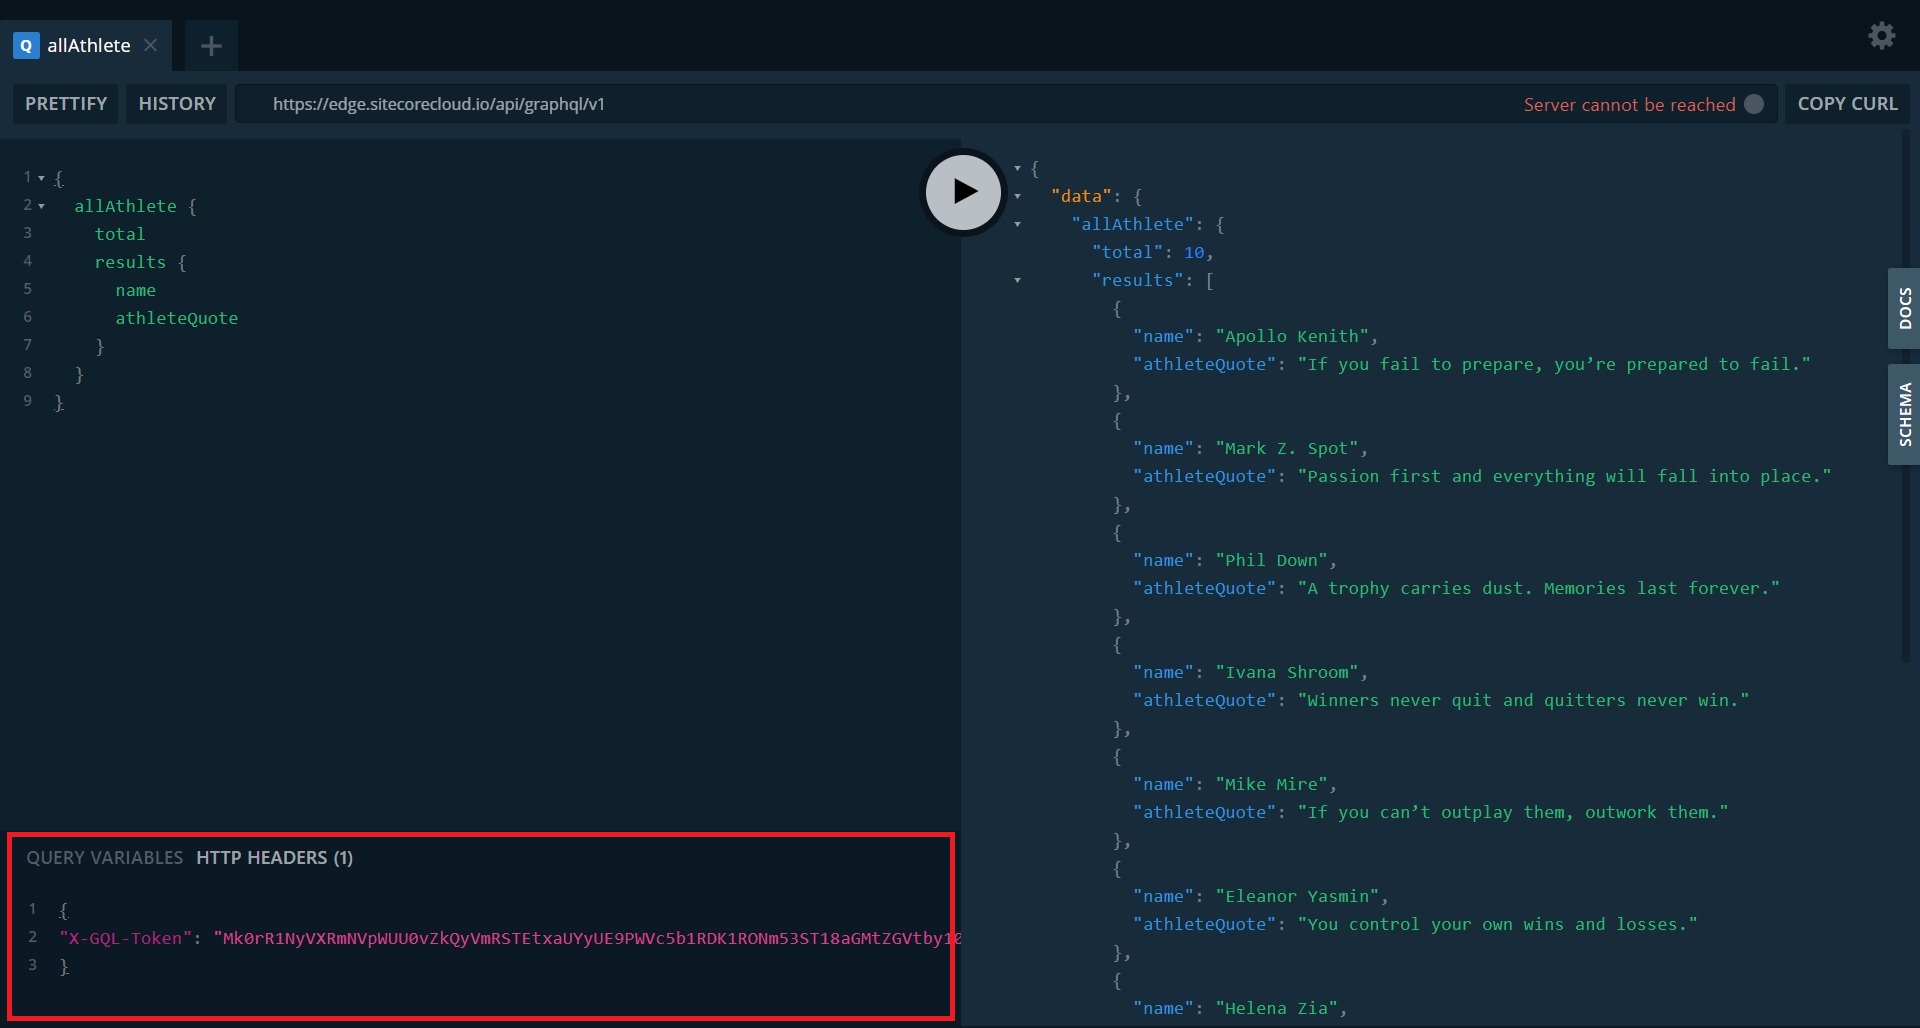 Q allAthlete
PRETTIFY HISTORY https://edge.sitecorecloud.io/api/graphql/v1 Server cannot be reached COPY CURL
1 {
2 allAthlete {
3 total
4 results {
5 name
6 athleteQuote
7 }
8 }
9 }
QUERY VARIABLES HTTP HEADERS (1)
1 {
2 "X-GQL-Token": "Mk0rR1NyVXRmNVpWUU0vZkQyVmRSTEtxaUYyUE9PWVc5b1RDK1RONm53ST18aGMtZGVtby10
3 }
{
"data": {
"allAthlete": {
"total": 10,
"results": [
{
"name": "Apollo Kenith",
"athleteQuote": "If you fail to prepare, you’re prepared to fail."
},
{
"name": "Mark Z. Spot",
"athleteQuote": "Passion first and everything will fall into place."
},
{
"name": "Phil Down",
"athleteQuote": "A trophy carries dust. Memories last forever."
},
{
"name": "Ivana Shroom",
"athleteQuote": "Winners never quit and quitters never win."
},
{
"name": "Mike Mire",
"athleteQuote": "If you can’t outplay them, outwork them."
},
{
"name": "Eleanor Yasmin",
"athleteQuote": "You control your own wins and losses."
},
{
"name": "Helena Zia",
DOCS
SCHEMA